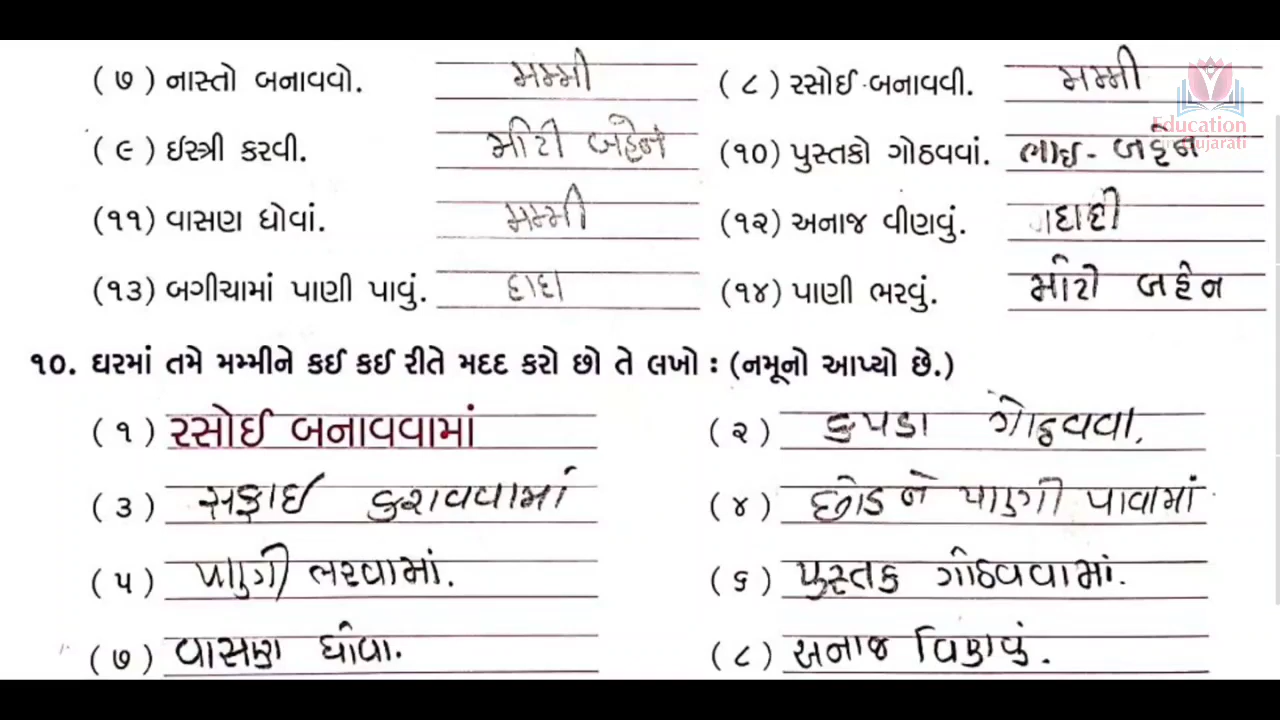 (૭) નાસ્તો બનાવવો. મમ્મી (૮) રસોઈ બનાવવી. મમ્મી
Education
in Gujarati
(૯) ઈસ્ત્રી કરવી. મોટી બહેન (૧૦) પુસ્તકો ગોઠવવાં. ભાઇ - બહેન
(૧૧) વાસણ ધોવાં. મમ્મી (૧૨) અનાજ વીણવું. દાદી
(૧૩) બગીચામાં પાણી પાવું. દાદા (૧૪) પાણી ભરવું. મોટી બહેન
૧૦. ઘરમાં તમે મમ્મીને કઈ કઈ રીતે મદદ કરો છો તે લખો : (નમૂનો આપ્યો છે.)
(૧) રસોઈ બનાવવામાં (૨) કપડા ગોઠવવા.
(૩) સફાઇ કરાવવામાં (૪) છોડ ને પાણી પાવામાં
(૫) પાણી ભરવામાં. (૬) પુસ્તક ગોઠવવામાં.
(૭) વાસણ ધોવા. (૮) અનાજ વિણવું.